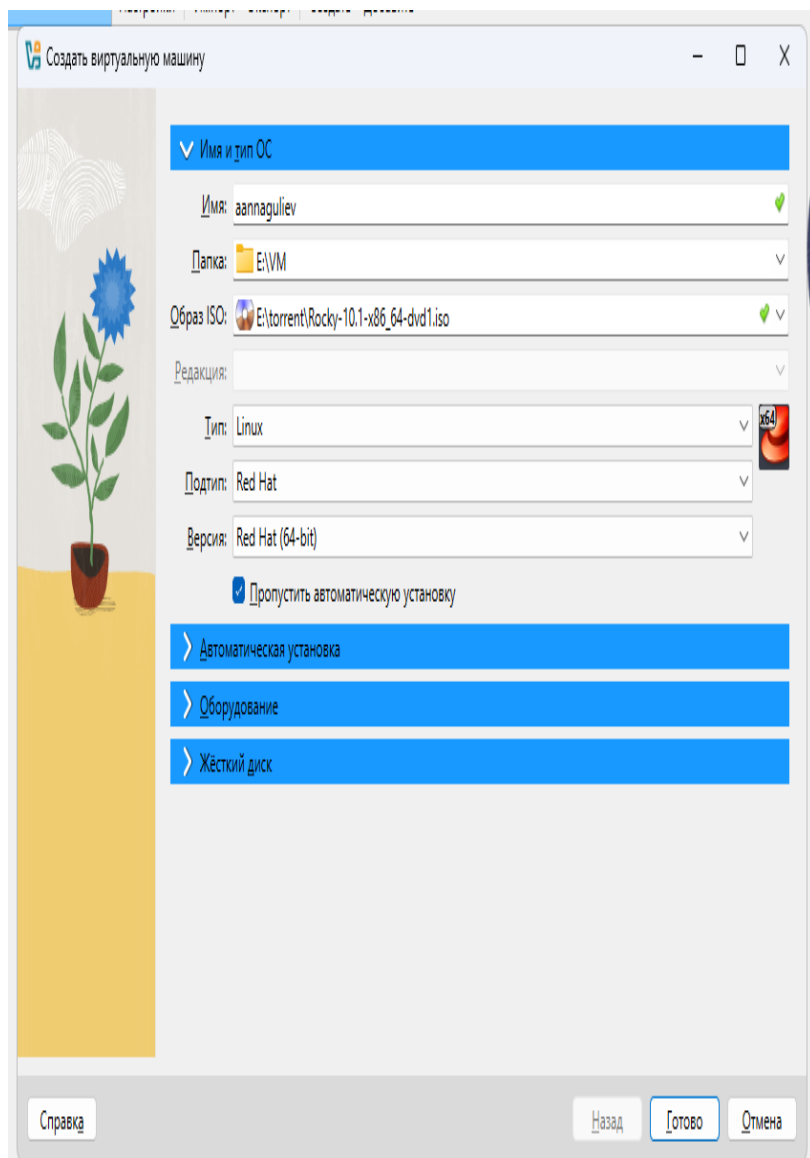 Создать виртуальную машину
Имя и тип ОС
Имя: aannaguliev
Папка: E:\VM
Образ ISO: E:\torrent\Rocky-10.1-x86_64-dvd1.iso
Редакция:
Тип: Linux
x64
Подтип: Red Hat
Версия: Red Hat (64-bit)
Пропустить автоматическую установку
Автоматическая установка
Оборудование
Жёсткий диск
Справка Назад Готово Отмена